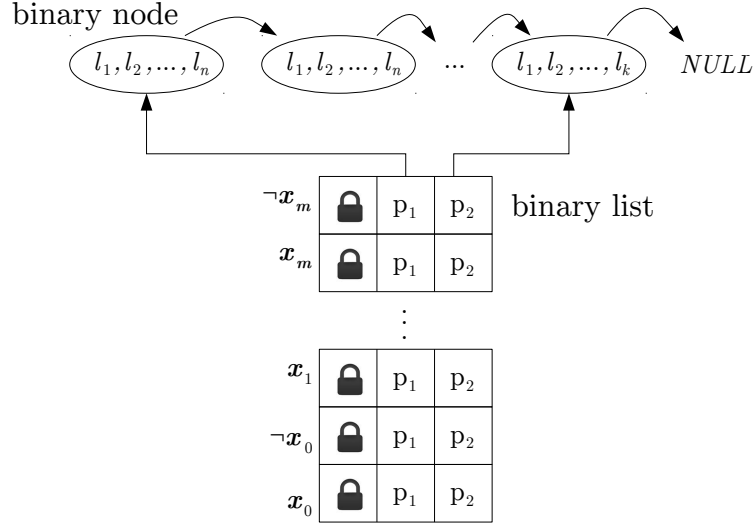 binary node
l₁, l₂, ..., lₙ l₁, l₂, ..., lₙ ... l₁, l₂, ..., lₖ NULL
¬xₘ p₁ p₂ binary list
xₘ p₁ p₂
⋮
x₁ p₁ p₂
¬x₀ p₁ p₂
x₀ p₁ p₂